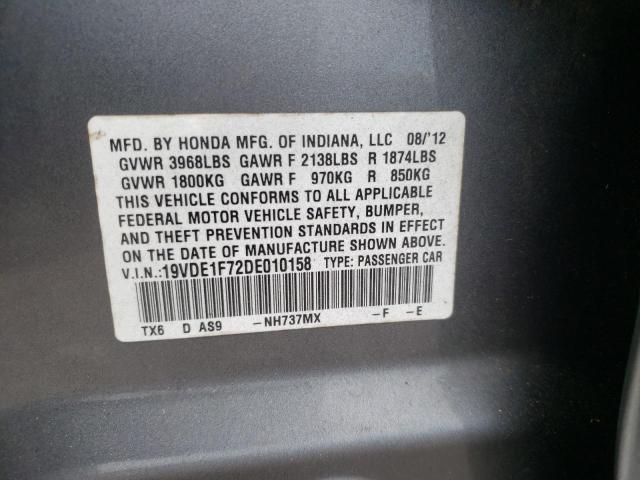 MFD. BY HONDA MFG. OF INDIANA, LLC 08/'12
GVWR 3968LBS GAWR F 2138LBS R 1874LBS
GVWR 1800KG GAWR F 970KG R 850KG
THIS VEHICLE CONFORMS TO ALL APPLICABLE
FEDERAL MOTOR VEHICLE SAFETY, BUMPER,
AND THEFT PREVENTION STANDARDS IN EFFECT
ON THE DATE OF MANUFACTURE SHOWN ABOVE.
V.I.N.:19VDE1F72DE010158 TYPE: PASSENGER CAR
TX6 D AS9 -NH737MX -F -E